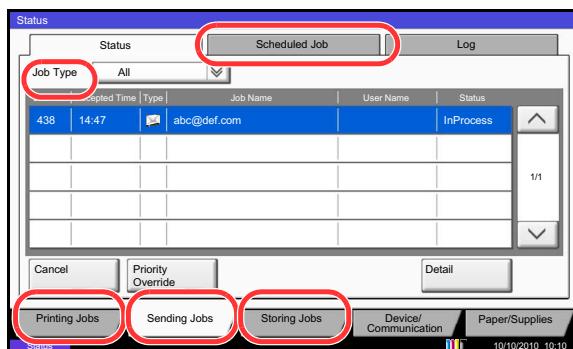 Status
Status Scheduled Job Log
Job Type All
Accepted Time Type Job Name User Name Status
438 14:47 abc@def.com InProcess
1/1
Cancel Priority Override Detail
Printing Jobs Sending Jobs Storing Jobs Device/ Communication Paper/Supplies
Status 10/10/2010 10:10